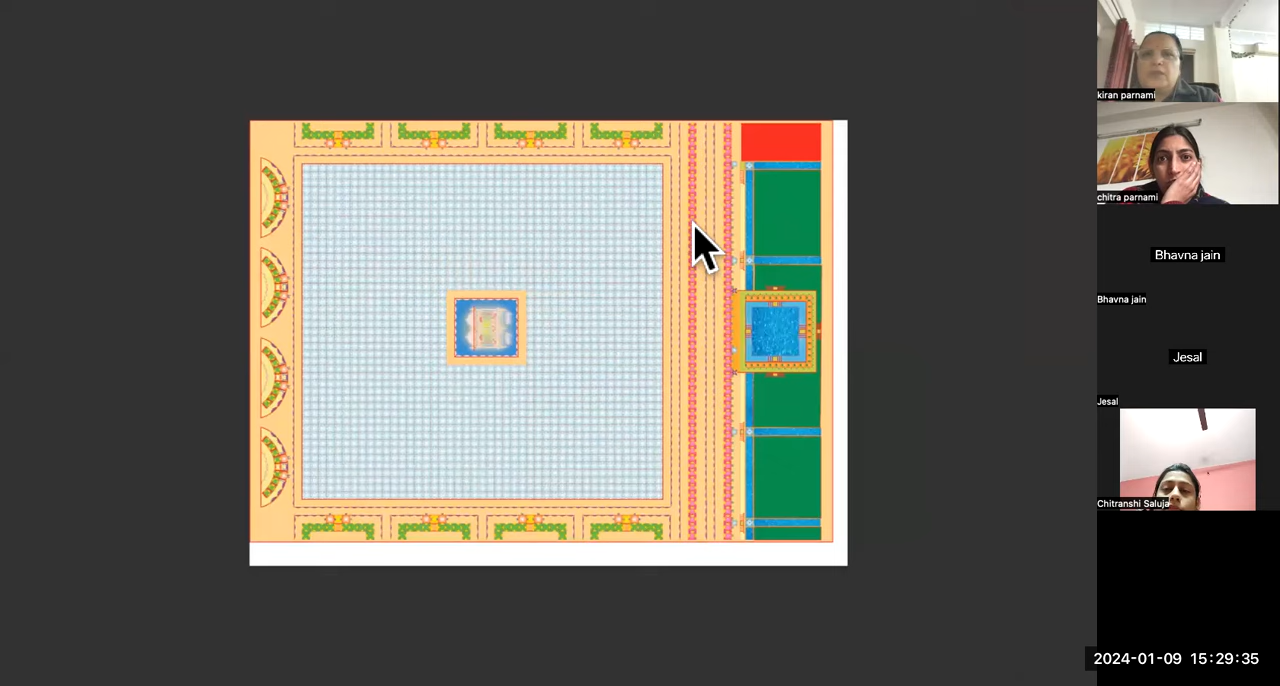 kiran parnami
chitra parnami
Bhavna jain
Bhavna jain
Jesal
Jesal
Chitranshi Saluja
2024-01-09 15:29:35